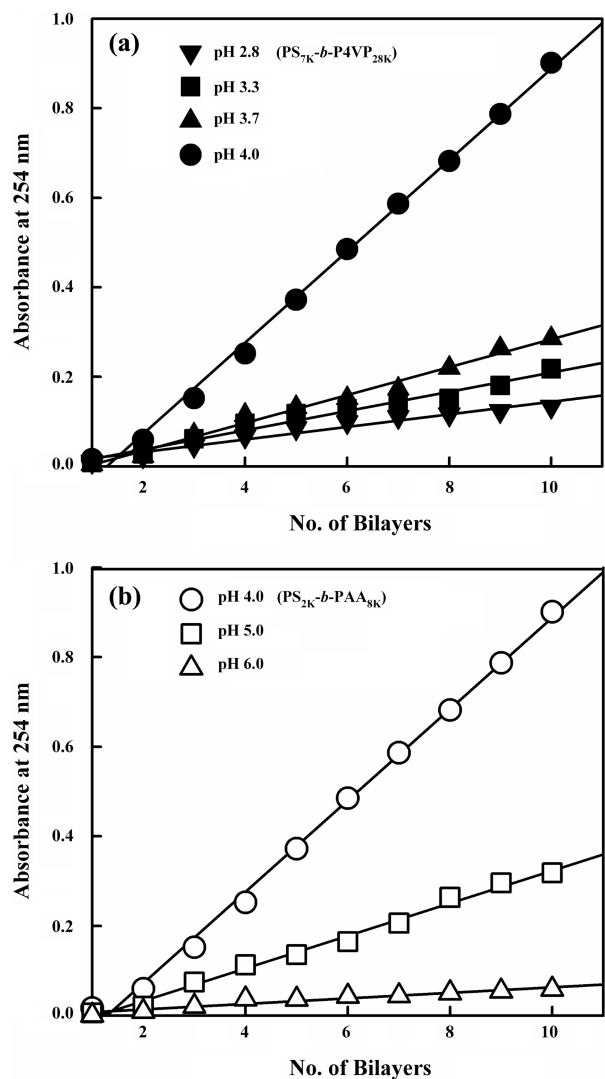 (a)
pH 2.8 (PS7K-b-P4VP28K)
pH 3.3
pH 3.7
pH 4.0
1.0
0.8
0.6
0.4
0.2
0.0
Absorbance at 254 nm
2 4 6 8 10
No. of Bilayers
(b)
pH 4.0 (PS2K-b-PAA8K)
pH 5.0
pH 6.0
1.0
0.8
0.6
0.4
0.2
0.0
Absorbance at 254 nm
2 4 6 8 10
No. of Bilayers